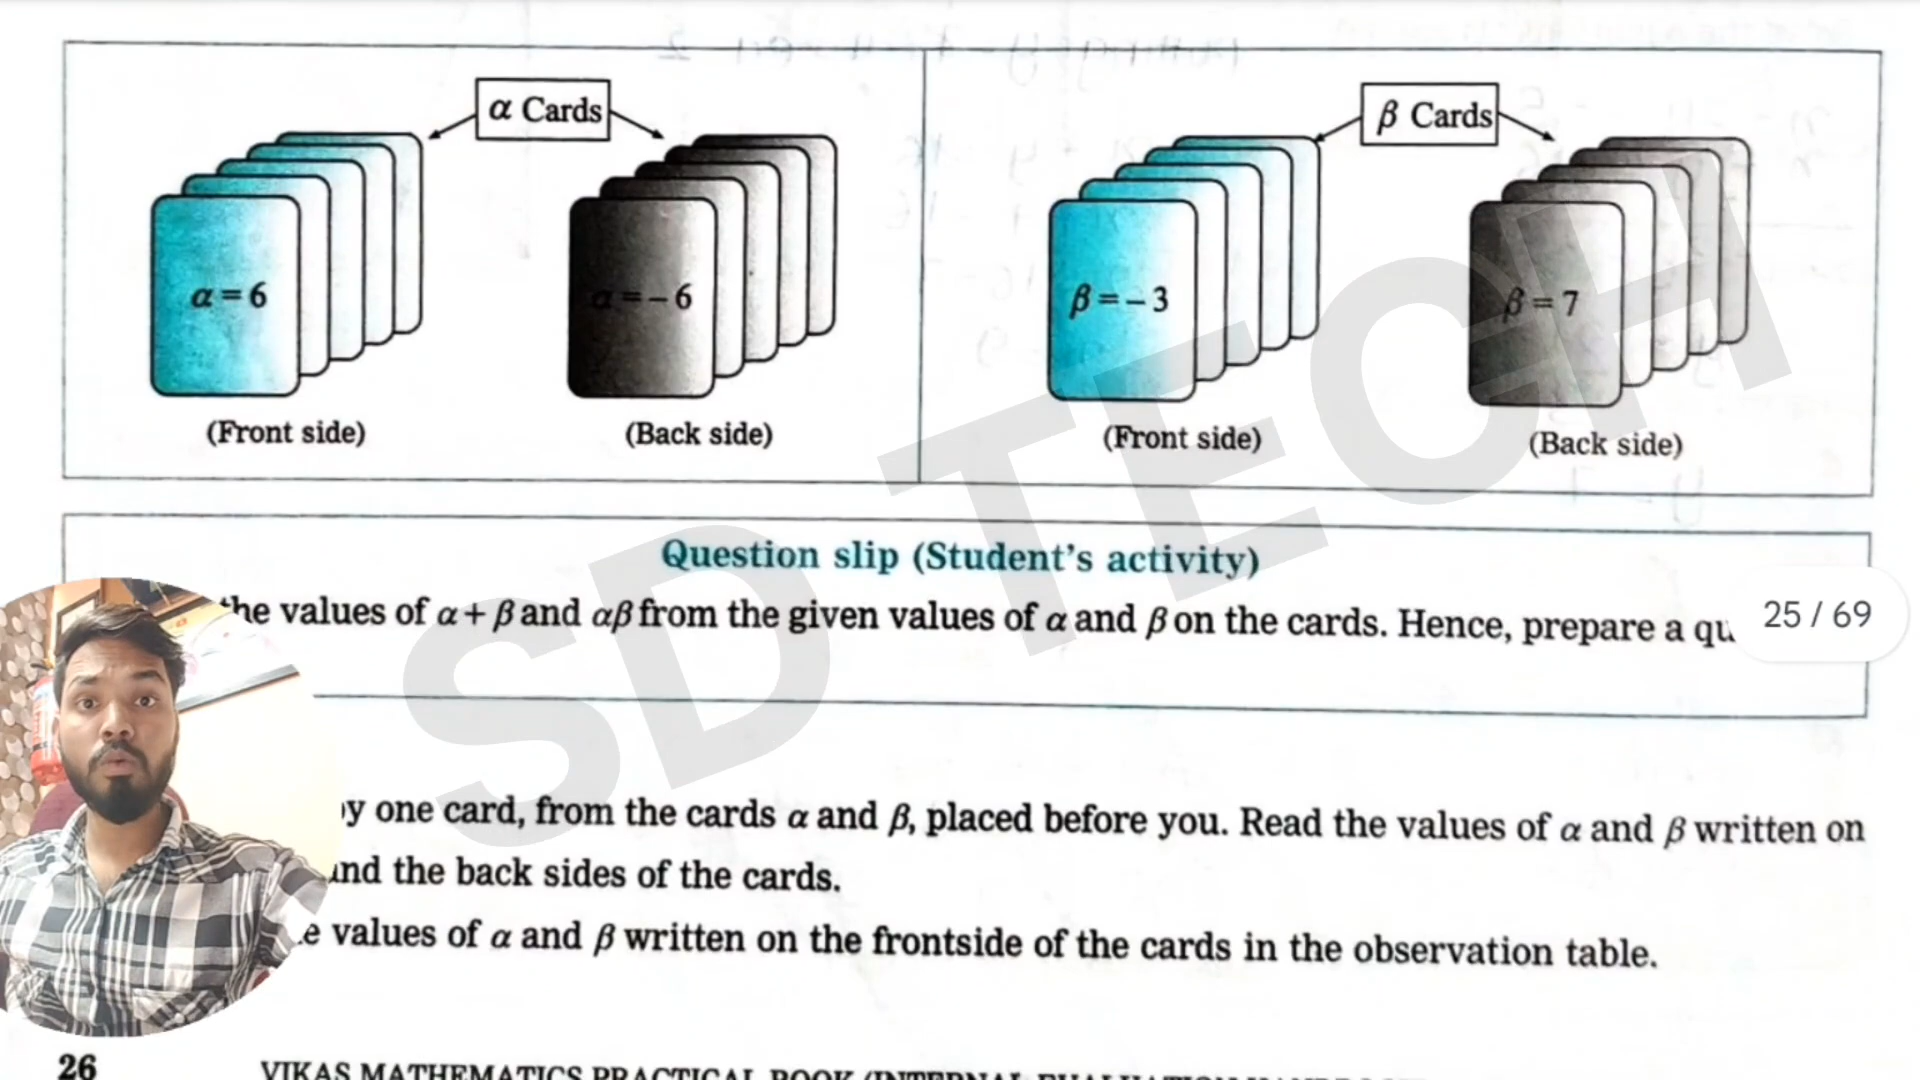 α Cards
β Cards
α = 6
α = – 6
β = – 3
β = 7
(Front side)
(Back side)
(Front side)
(Back side)
Question slip (Student's activity)
the values of α + β and αβ from the given values of α and β on the cards. Hence, prepare a qu
25 / 69
by one card, from the cards α and β, placed before you. Read the values of α and β written on
and the back sides of the cards.
e values of α and β written on the frontside of the cards in the observation table.
26
VIKAS MATHEMATICS PRACTICAL BOOK (INTERNAL EVALUATION
SD TECH